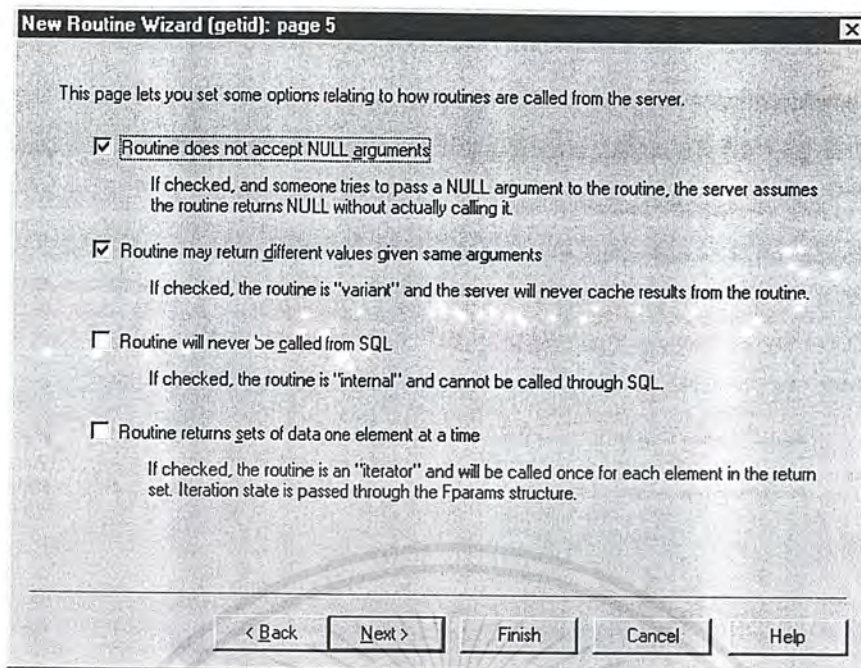 New Routine Wizard (getid): page 5
This page lets you set some options relating to how routines are called from the server.
Routine does not accept NULL arguments
If checked, and someone tries to pass a NULL argument to the routine, the server assumes
the routine returns NULL without actually calling it.
Routine may return different values given same arguments
If checked, the routine is "variant" and the server will never cache results from the routine.
Routine will never be called from SQL
If checked, the routine is "internal" and cannot be called through SQL.
Routine returns sets of data one element at a time
If checked, the routine is an "iterator" and will be called once for each element in the return
set. Iteration state is passed through the Fparams structure.
< Back Next > Finish Cancel Help